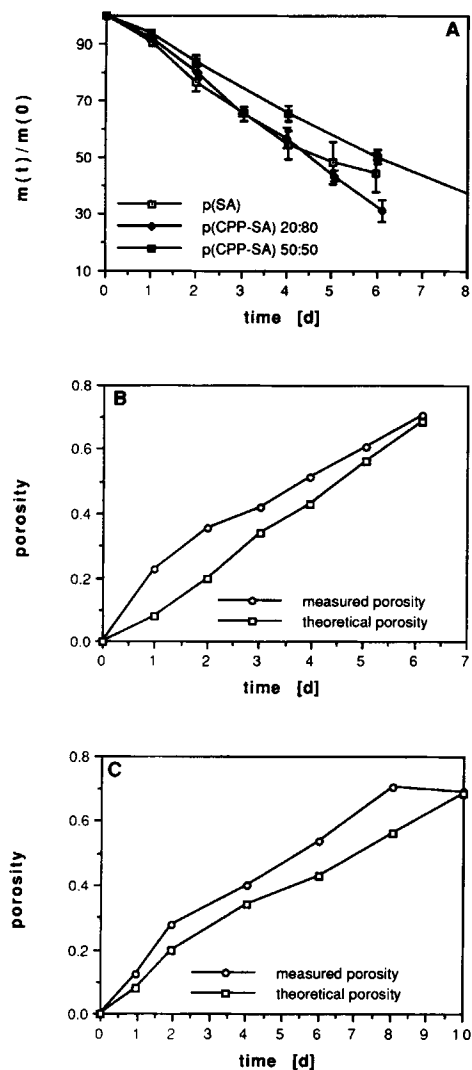 A
m(t)/m(0)
90
70
50
30
10
p(SA)
p(CPP-SA) 20:80
p(CPP-SA) 50:50
0 1 2 3 4 5 6 7 8
time [d]
B
porosity
0.8
0.6
0.4
0.2
0.0
measured porosity
theoretical porosity
0 1 2 3 4 5 6 7
time [d]
C
porosity
0.8
0.6
0.4
0.2
0.0
measured porosity
theoretical porosity
0 1 2 3 4 5 6 7 8 9 10
time [d]